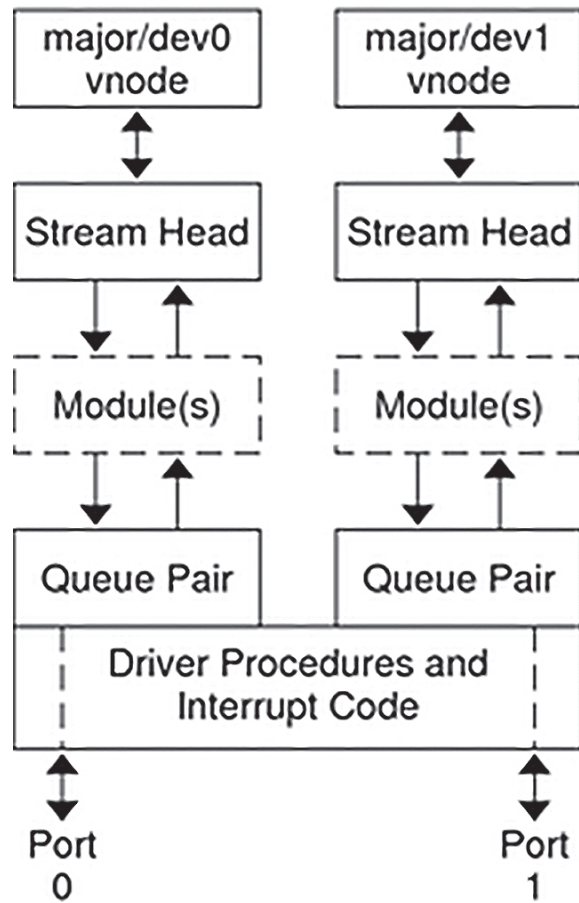 major/dev0
vnode
major/dev1
vnode
Stream Head
Stream Head
Module(s)
Module(s)
Queue Pair
Queue Pair
Driver Procedures and
Interrupt Code
Port
0
Port
1